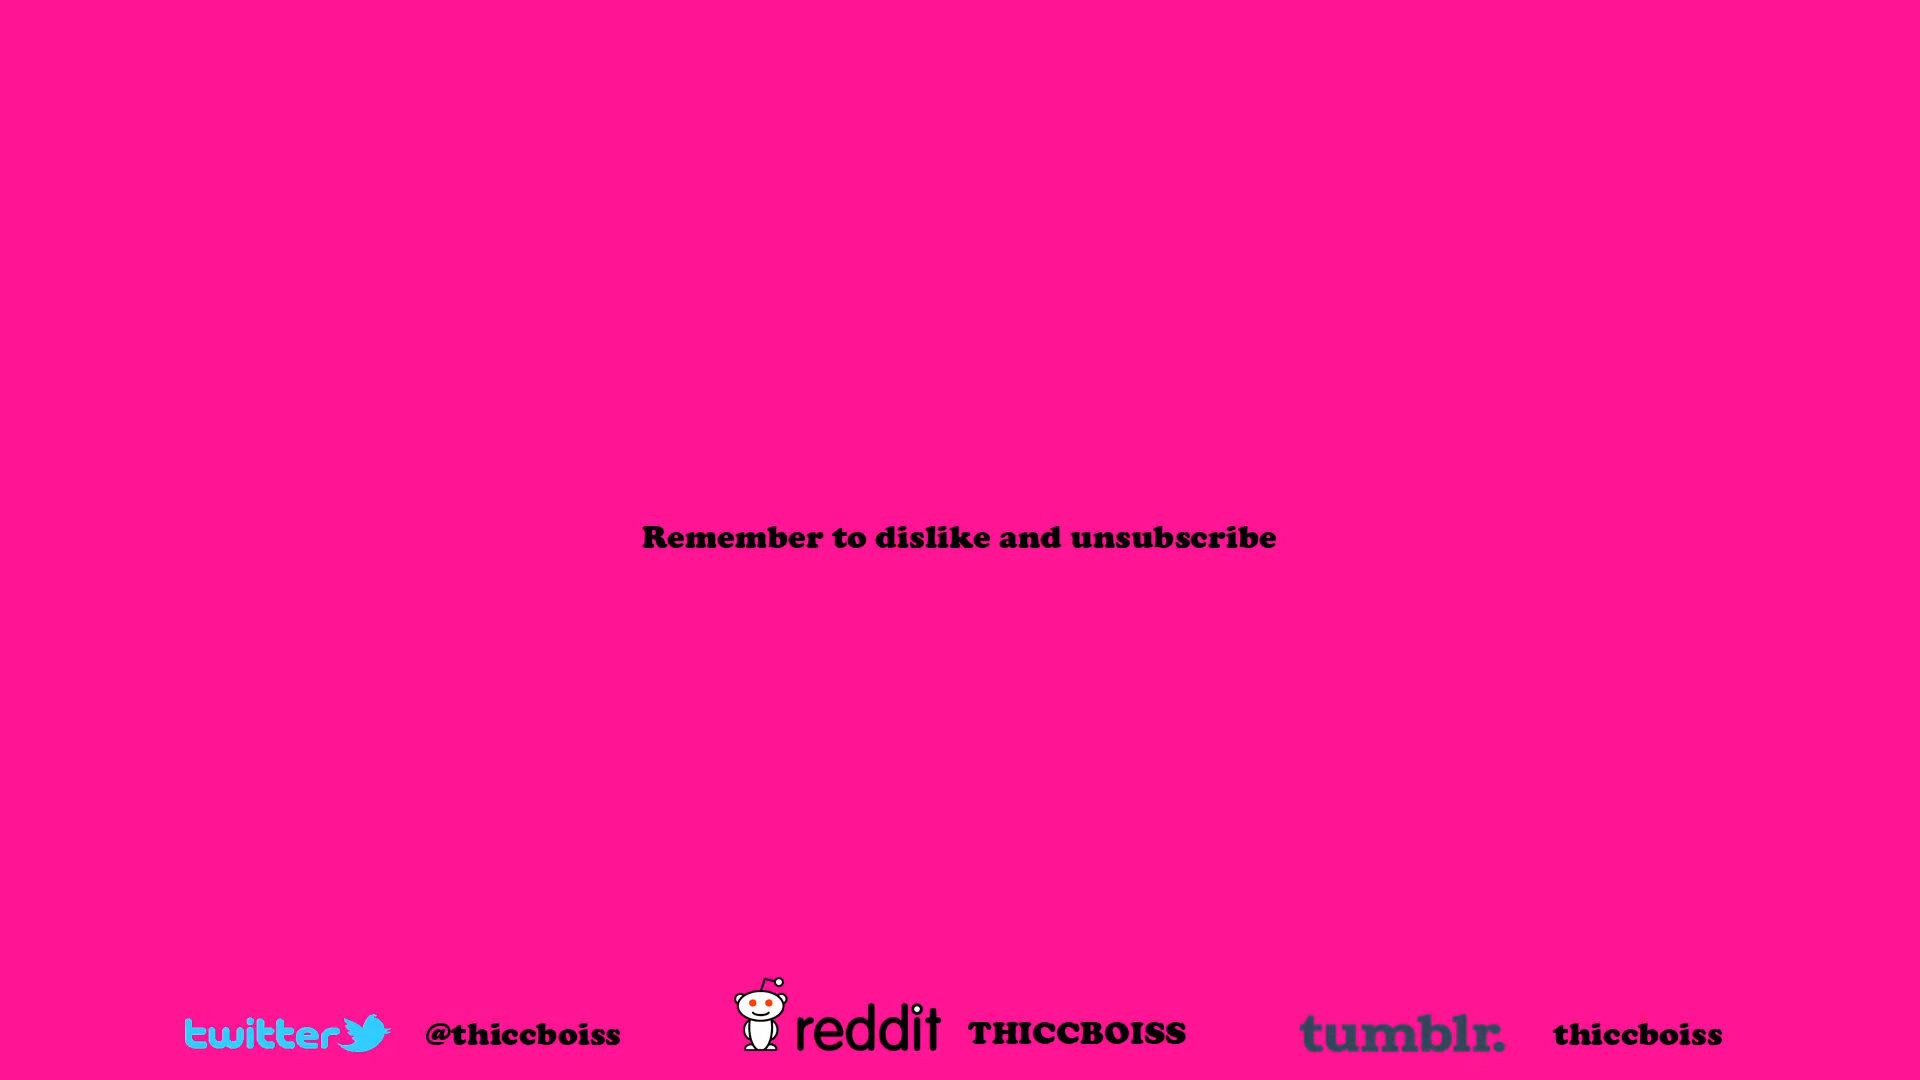 Remember to dislike and unsubscribe
twitter @thiccboiss reddit THICCBOISS tumblr. thiccboiss